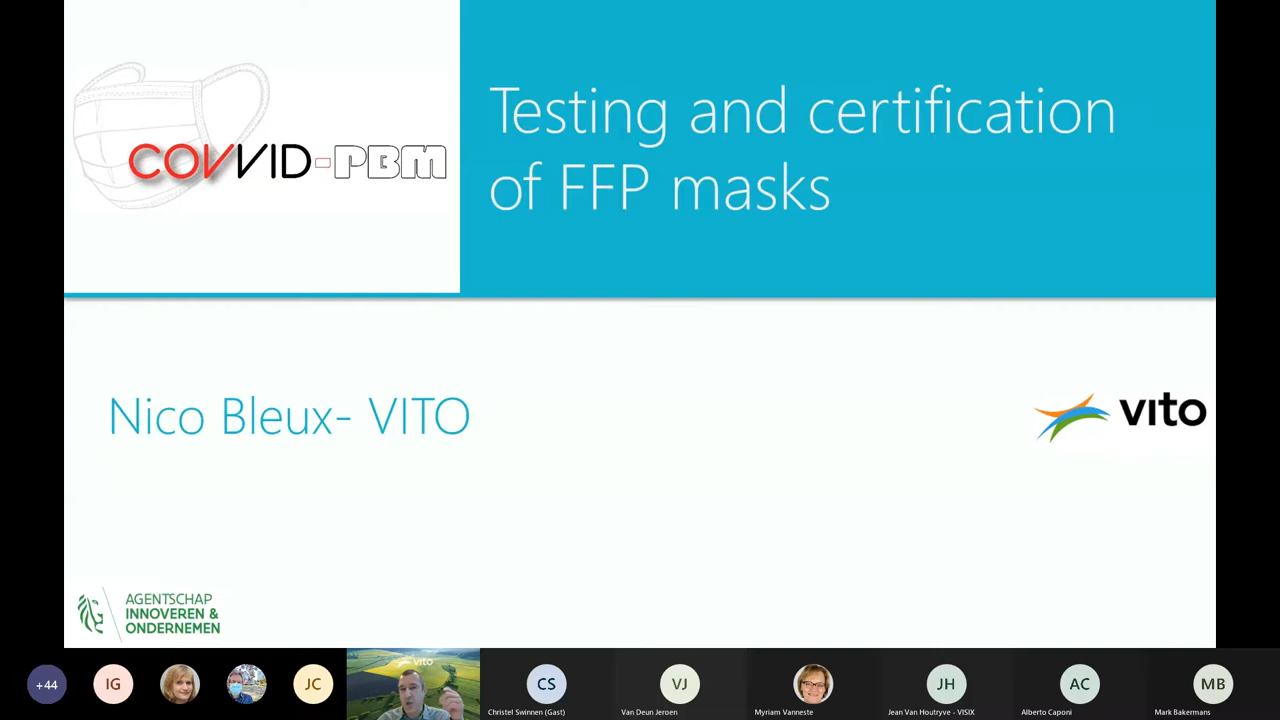 COVVID-PBM
Testing and certification
of FFP masks
Nico Bleux- VITO
vito
AGENTSCHAP
INNOVEREN &
ONDERNEMEN
+44
IG
JC
vito
CS
Christel Swinnen (Gast)
VJ
Van Deun Jeroen
Myriam Vanneste
JH
Jean Van Houtryve - VISIX
AC
Alberto Caponi
MB
Mark Bakermans